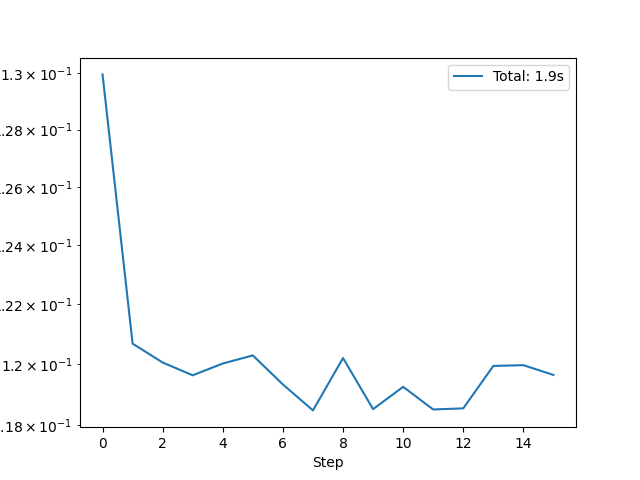 Total: 1.9s
1.3 × 10⁻¹
.28 × 10⁻¹
.26 × 10⁻¹
.24 × 10⁻¹
.22 × 10⁻¹
1.2 × 10⁻¹
.18 × 10⁻¹
0 2 4 6 8 10 12 14
Step